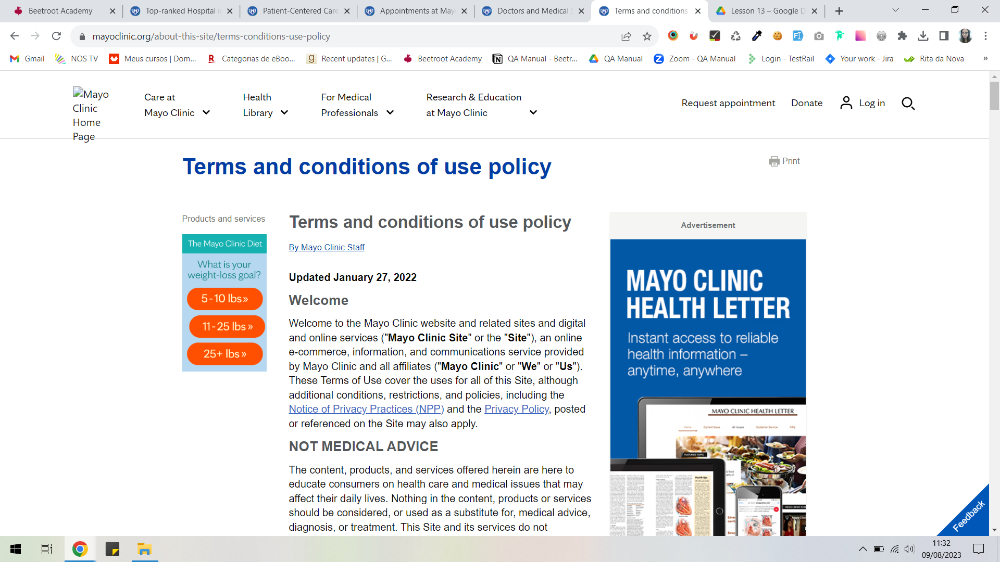 Beetroot Academy
Top-ranked Hospital i
Patient-Centered Care
Appointments at May
Doctors and Medical S
Terms and conditions
Lesson 13 – Google D
mayoclinic.org/about-this-site/terms-conditions-use-policy
Gmail
NOS TV
Meus cursos | Dom...
Categorias de eBoo...
Recent updates | G...
Beetroot Academy
QA Manual - Beetr...
QA Manual
Zoom - QA Manual
Login - TestRail
Your work - Jira
Rita da Nova
»
Mayo
Clinic
Home
Page
Care at
Mayo Clinic
Health
Library
For Medical
Professionals
Research & Education
at Mayo Clinic
Request appointment
Donate
Log in
Terms and conditions of use policy
Print
Products and services
The Mayo Clinic Diet
What is your
weight-loss goal?
5-10 lbs»
11-25 lbs»
25+ lbs»
Terms and conditions of use policy
By Mayo Clinic Staff
Updated January 27, 2022
Welcome
Welcome to the Mayo Clinic website and related sites and digital
and online services ("Mayo Clinic Site" or the "Site"), an online
e-commerce, information, and communications service provided
by Mayo Clinic and all affiliates ("Mayo Clinic" or "We" or "Us").
These Terms of Use cover the uses for all of this Site, although
additional conditions, restrictions, and policies, including the
Notice of Privacy Practices (NPP) and the Privacy Policy, posted
or referenced on the Site may also apply.
NOT MEDICAL ADVICE
The content, products, and services offered herein are here to
educate consumers on health care and medical issues that may
affect their daily lives. Nothing in the content, products or services
should be considered, or used as a substitute for, medical advice,
diagnosis, or treatment. This Site and its services do not
Advertisement
MAYO CLINIC
HEALTH LETTER
Instant access to reliable
health information –
anytime, anywhere
MAYO CLINIC HEALTH LETTER
Home
Current Issue
All Issues
Customer Service
FAQ
FEATURED TOPIC
Health tips
Feedback
11:32
09/08/2023